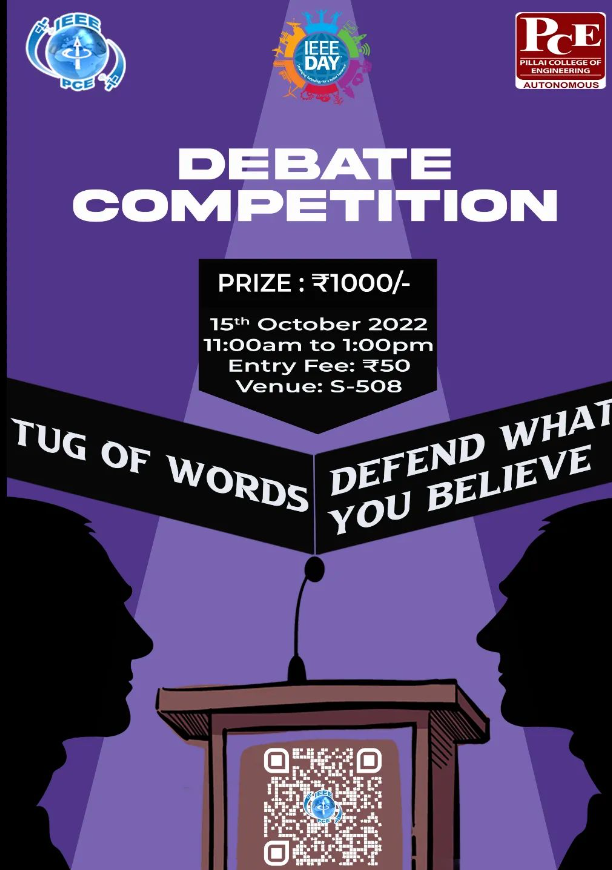 IEEE
PCE
IEEE
DAY
PCE
PILLAI COLLEGE OF
ENGINEERING
AUTONOMOUS
DEBATE
COMPETITION
PRIZE : ₹1000/-
15th October 2022
11:00am to 1:00pm
Entry Fee: ₹50
Venue: S-508
TUG OF WORDS
DEFEND WHAT
YOU BELIEVE